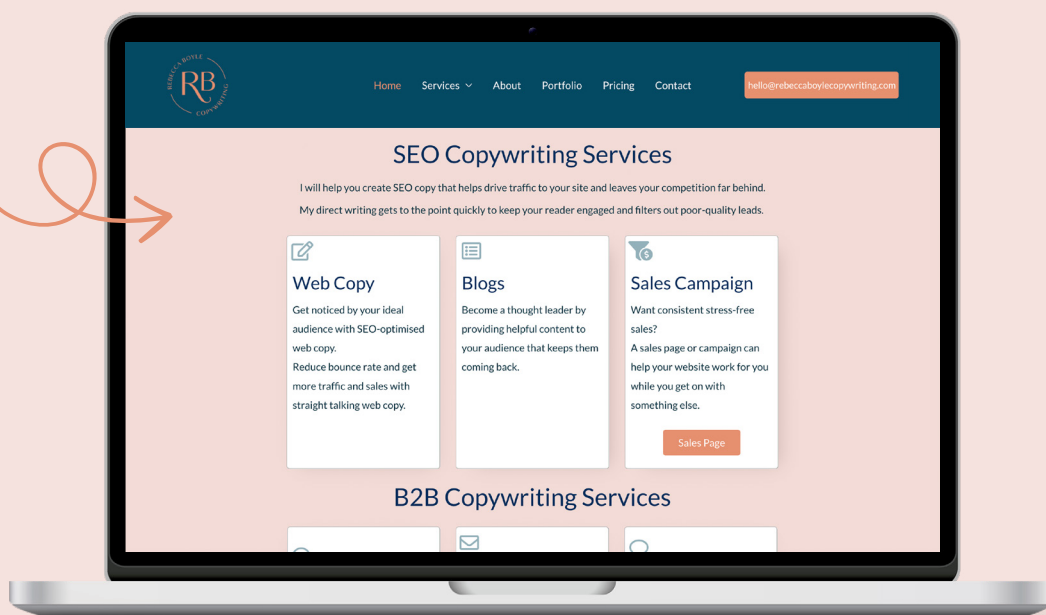 REBECCA BOYLE
RB
COPYWRITING
Home Services About Portfolio Pricing Contact
hello@rebeccaboylecopywriting.com
SEO Copywriting Services
I will help you create SEO copy that helps drive traffic to your site and leaves your competition far behind.
My direct writing gets to the point quickly to keep your reader engaged and filters out poor-quality leads.
Web Copy
Get noticed by your ideal
audience with SEO-optimised
web copy.
Reduce bounce rate and get
more traffic and sales with
straight talking web copy.
Blogs
Become a thought leader by
providing helpful content to
your audience that keeps them
coming back.
Sales Campaign
Want consistent stress-free
sales?
A sales page or campaign can
help your website work for you
while you get on with
something else.
Sales Page
B2B Copywriting Services